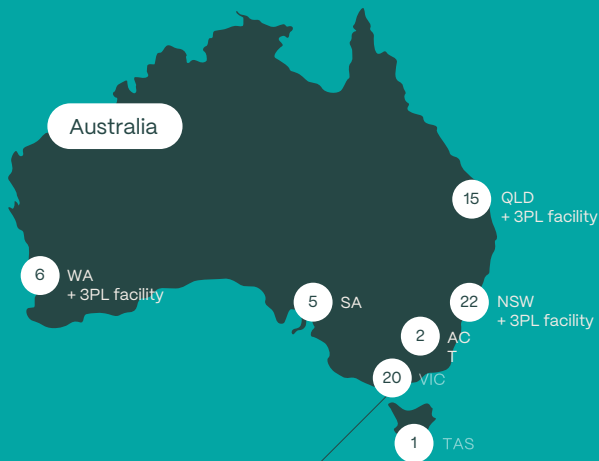 Australia
15
QLD
+ 3PL facility
6
WA
+ 3PL facility
5
SA
22
NSW
+ 3PL facility
2
AC
T
20
VIC
1
TAS